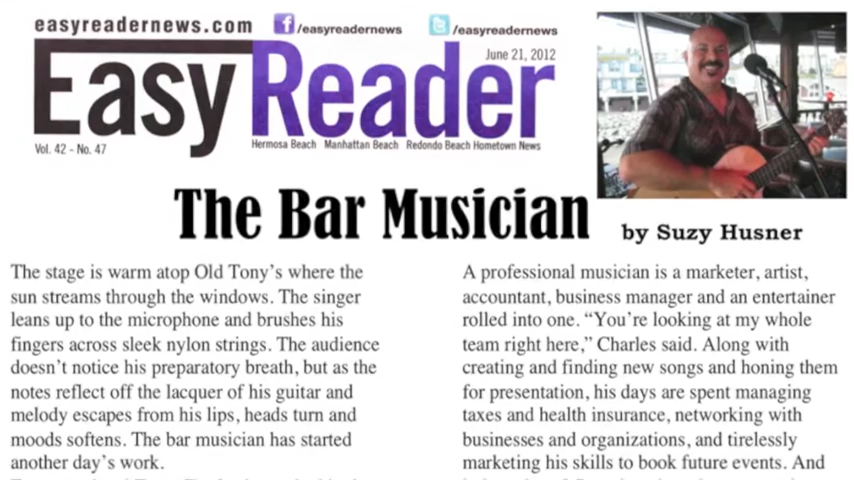 easyreadernews.com
/easyreadernews
/easyreadernews
June 21, 2012
EasyReader
Vol. 42 - No. 47
Hermosa Beach Manhattan Beach Redondo Beach Hometown News
The Bar Musician
by Suzy Husner
The stage is warm atop Old Tony's where the
sun streams through the windows. The singer
leans up to the microphone and brushes his
fingers across sleek nylon strings. The audience
doesn't notice his preparatory breath, but as the
notes reflect off the lacquer of his guitar and
melody escapes from his lips, heads turn and
moods softens. The bar musician has started
another day's work.
A professional musician is a marketer, artist,
accountant, business manager and an entertainer
rolled into one. “You're looking at my whole
team right here,” Charles said. Along with
creating and finding new songs and honing them
for presentation, his days are spent managing
taxes and health insurance, networking with
businesses and organizations, and tirelessly
marketing his skills to book future events. And